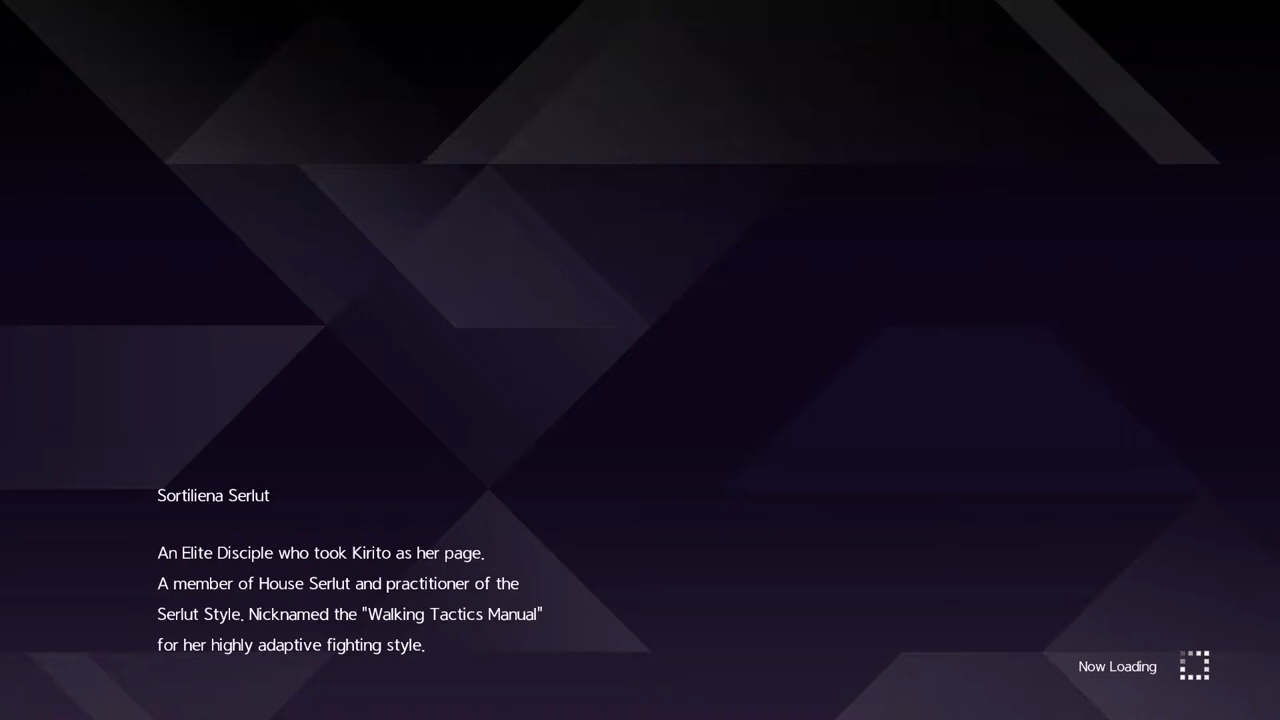 Sortiliena Serlut
An Elite Disciple who took Kirito as her page.
A member of House Serlut and practitioner of the
Serlut Style. Nicknamed the "Walking Tactics Manual"
for her highly adaptive fighting style.
Now Loading